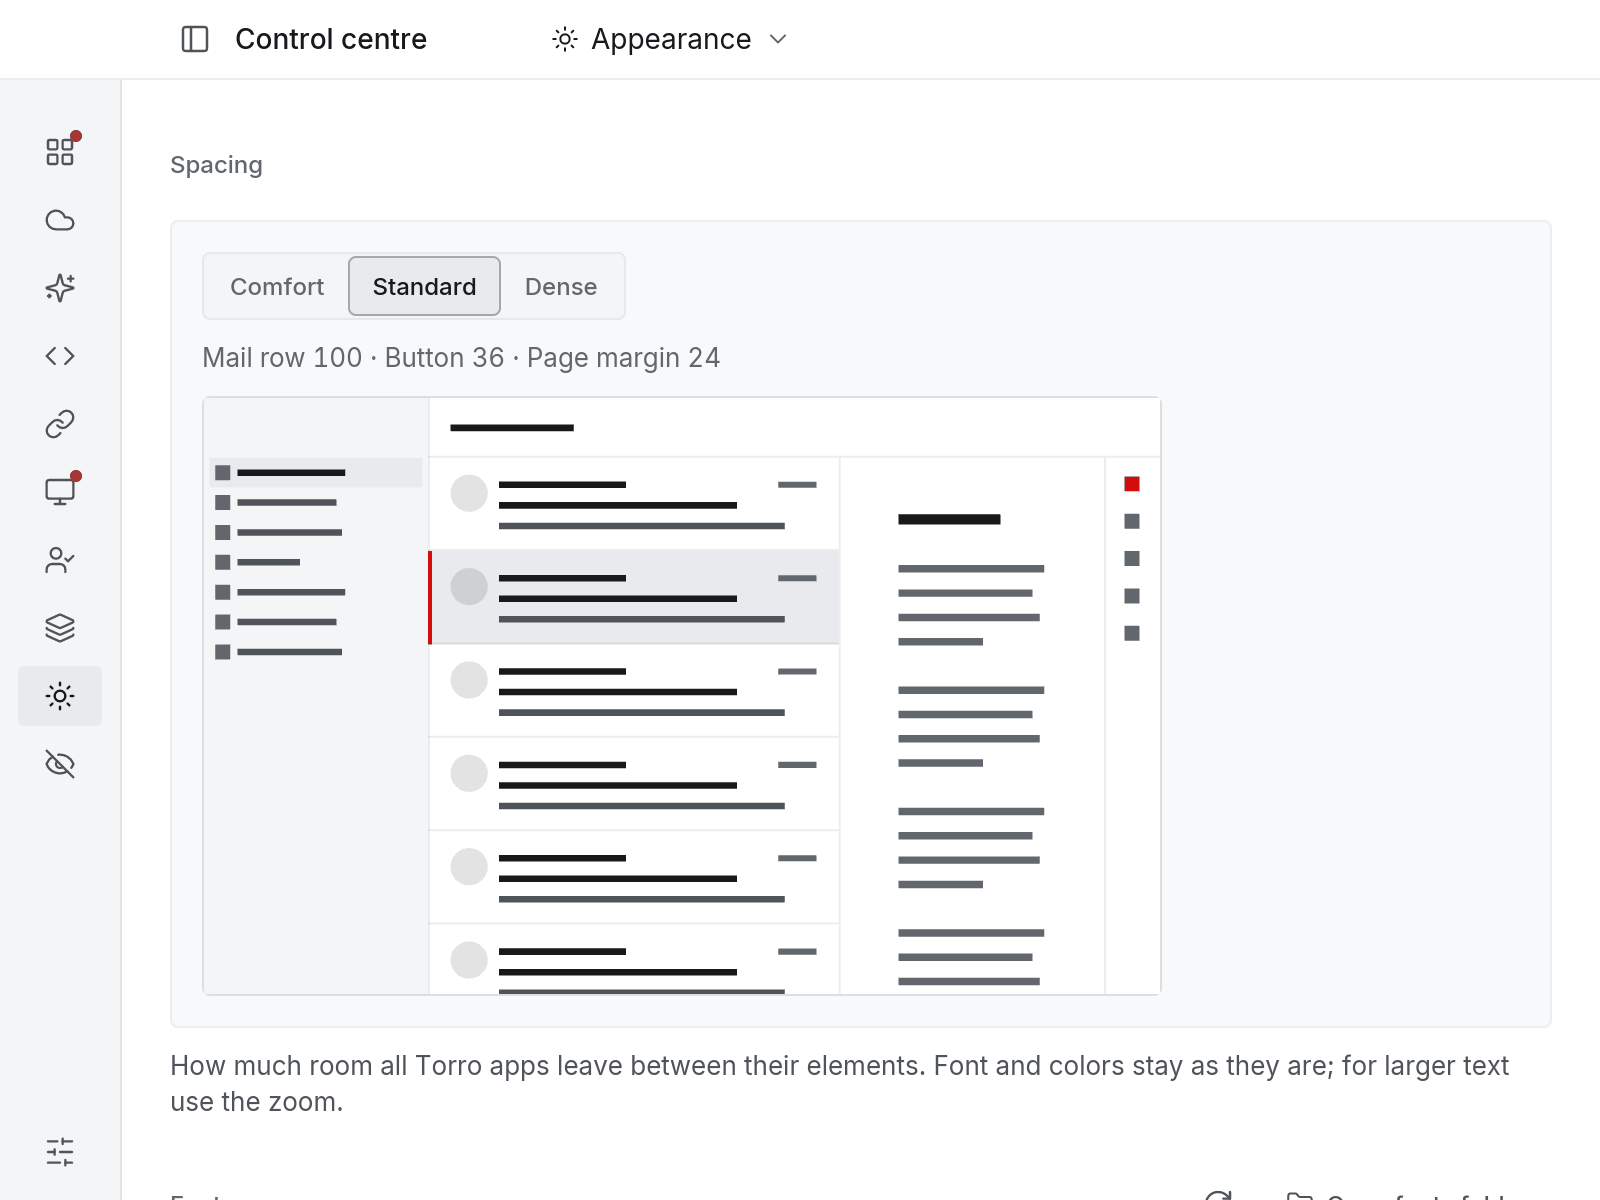 Control centre
Appearance
Spacing
Comfort
Standard
Dense
Mail row 100 · Button 36 · Page margin 24
How much room all Torro apps leave between their elements. Font and colors stay as they are; for larger text
use the zoom.